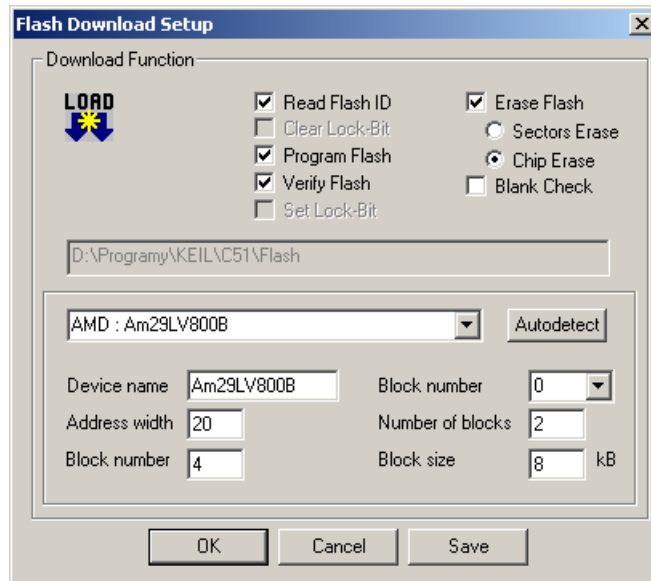 Flash Download Setup
Download Function
LOAD
Read Flash ID
Erase Flash
Clear Lock-Bit
Sectors Erase
Program Flash
Chip Erase
Verify Flash
Blank Check
Set Lock-Bit
D:\Programy\KEIL\C51\Flash
AMD : Am29LV800B
Autodetect
Device name Am29LV800B
Block number 0
Address width 20
Number of blocks 2
Block number 4
Block size 8 kB
OK Cancel Save